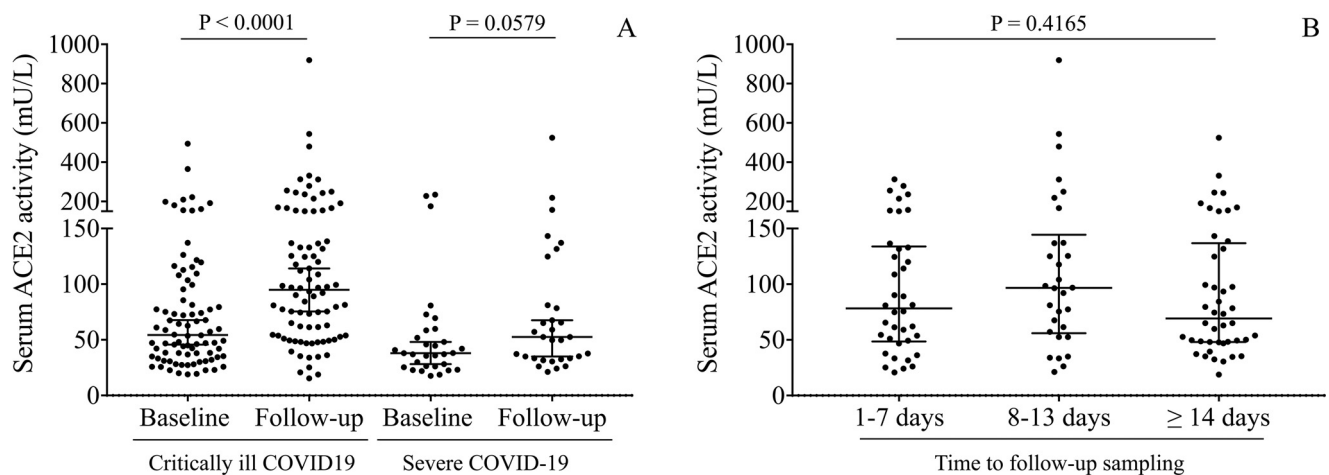 P < 0.0001
P = 0.0579
A
Serum ACE2 activity (mU/L)
1000
800
600
400
200
150
100
50
0
Baseline Follow-up Baseline Follow-up
Critically ill COVID19 Severe COVID-19
P = 0.4165
B
Serum ACE2 activity (mU/L)
1000
800
600
400
200
150
100
50
0
1-7 days 8-13 days ≥ 14 days
Time to follow-up sampling